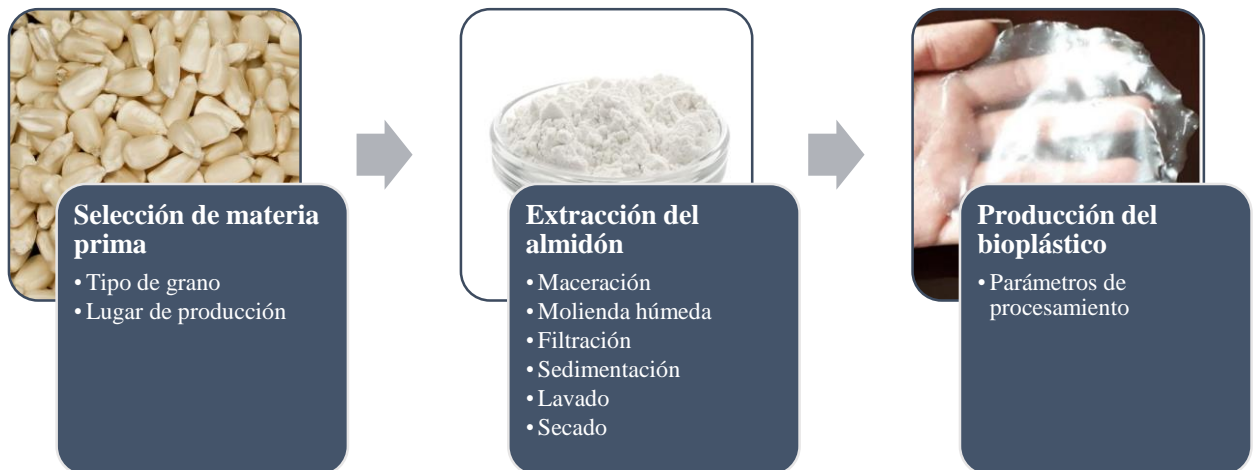 Selección de materia
prima
• Tipo de grano
• Lugar de producción
Extracción del
almidón
• Maceración
• Molienda húmeda
• Filtración
• Sedimentación
• Lavado
• Secado
Producción del
bioplástico
• Parámetros de
procesamiento